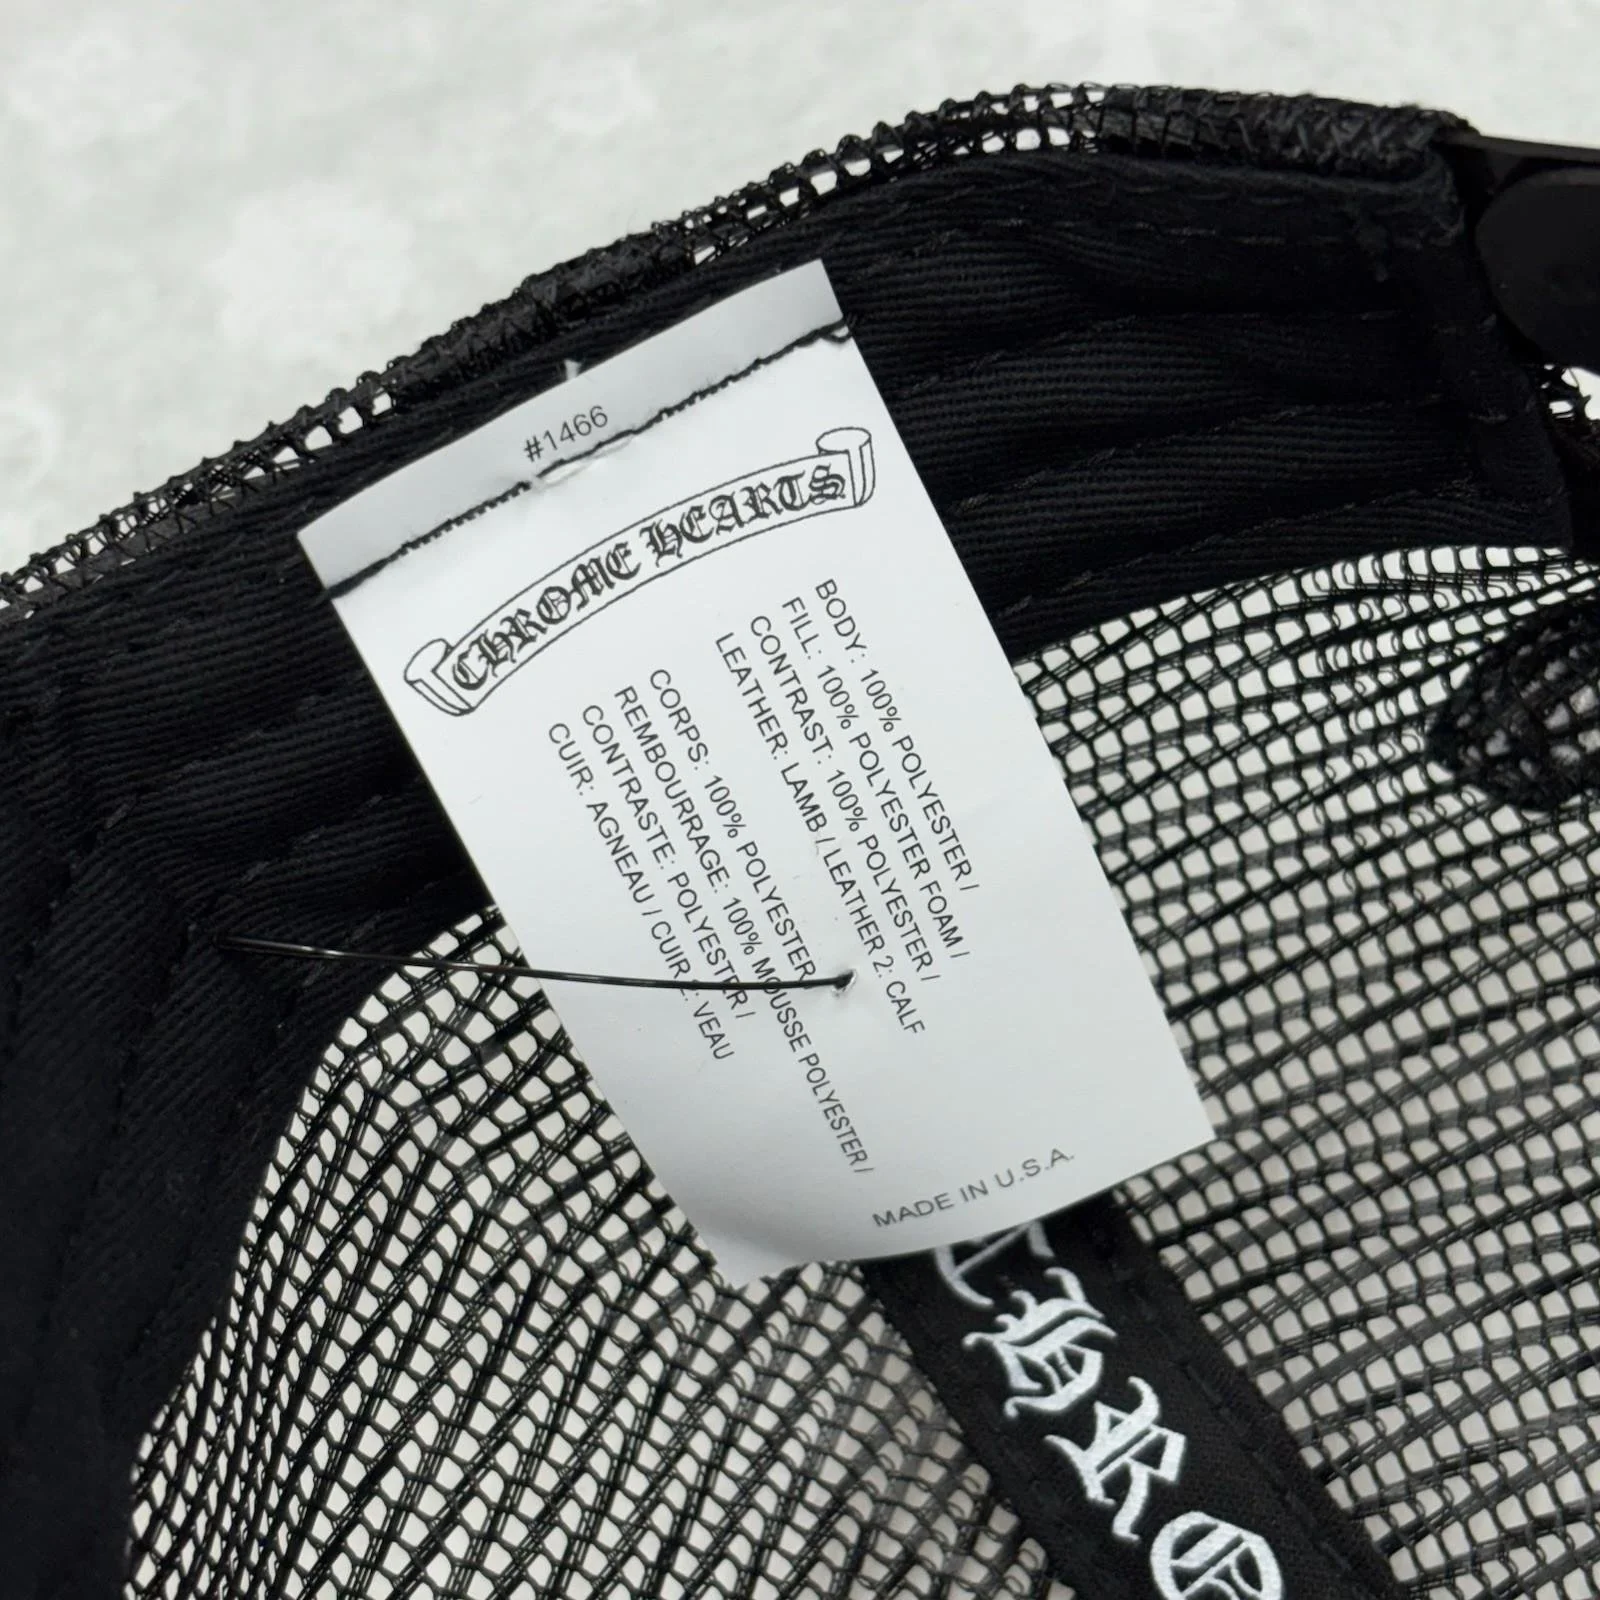 #1466
CHROME HEARTS
BODY: 100% POLYESTER /
FILL: 100% POLYESTER FOAM /
CONTRAST: 100% POLYESTER /
LEATHER: LAMB / LEATHER 2: CALF
CORPS: 100% POLYESTER
REMBOURRAGE: 100% MOUSSE POLYESTER /
CONTRASTE: POLYESTER /
CUIR: AGNEAU / CUIR 2: VEAU
MADE IN U.S.A.
CHRO